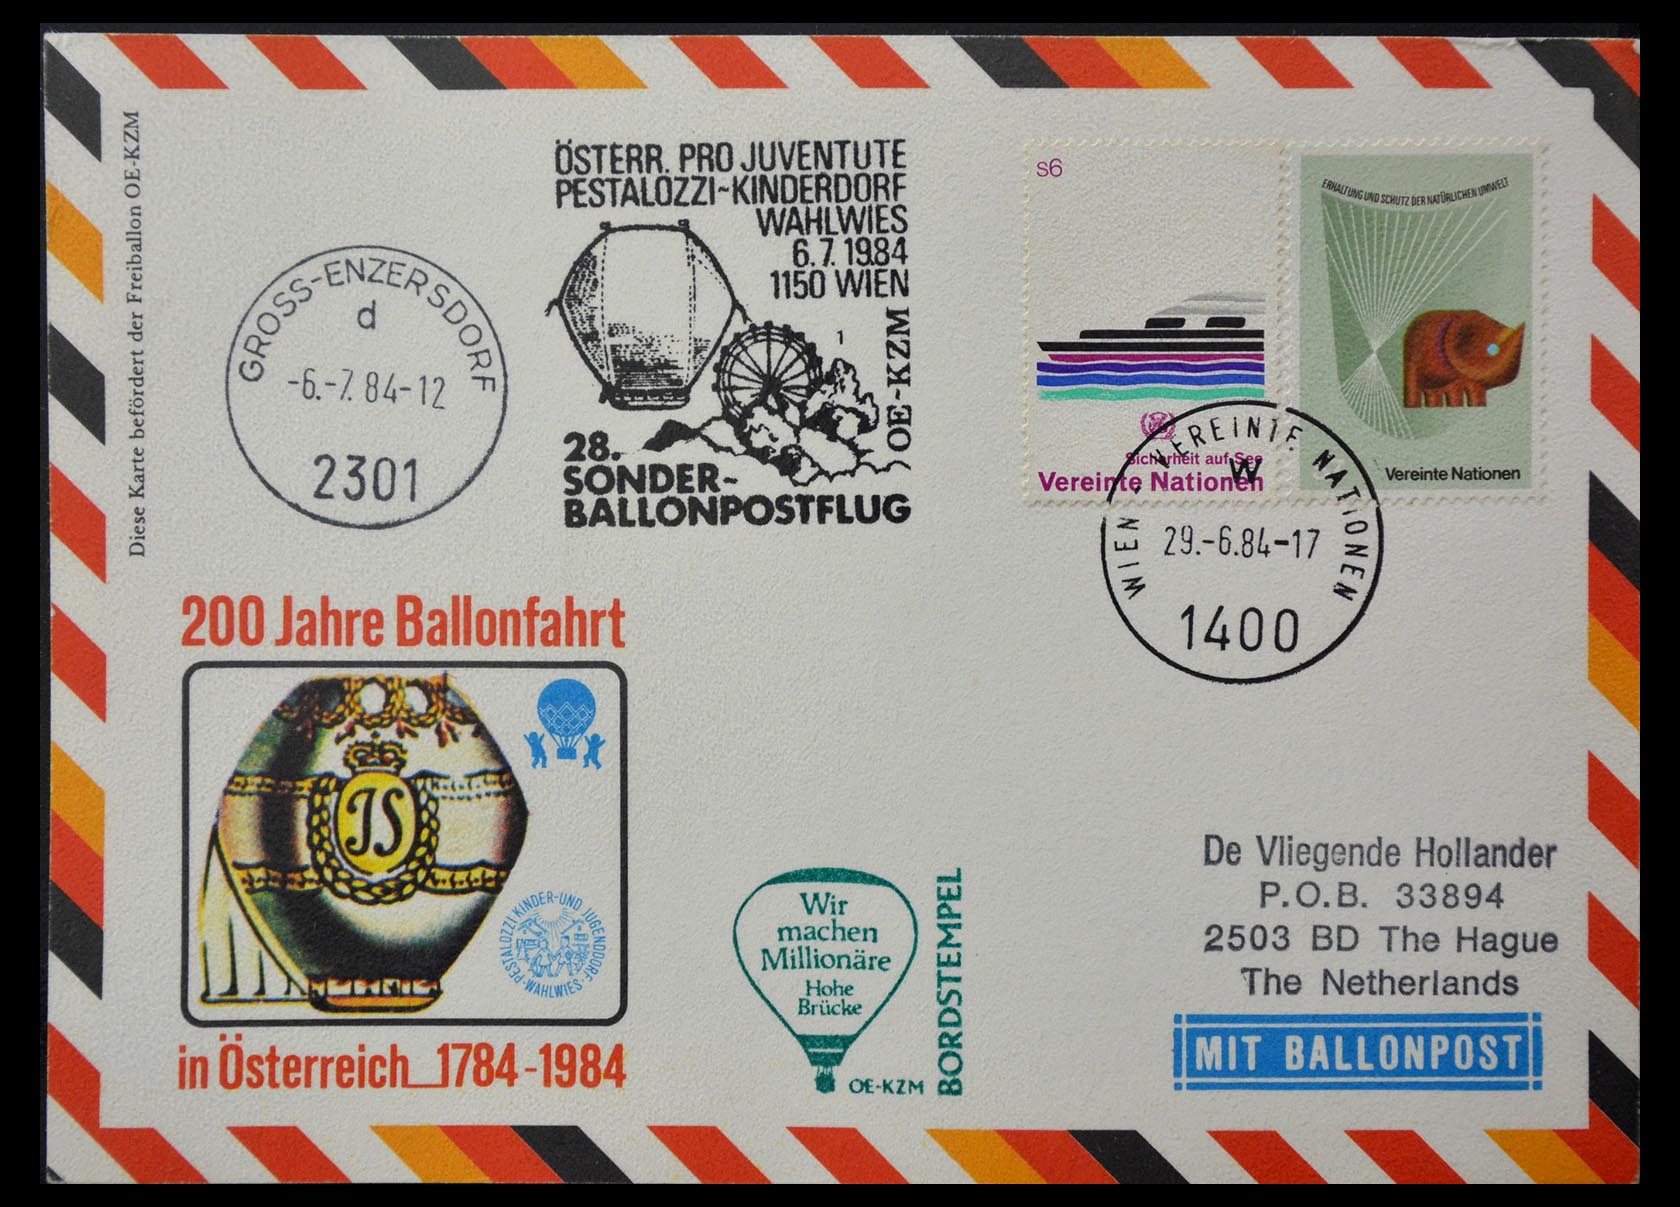 Diese Karte befördert der Freiballon OE-KZM
GROSS-ENZERSDORF
d
-6.-7.84-12
2301
ÖSTERR. PRO JUVENTUTE
PESTALOZZI-KINDERDORF
WAHLWIES
6.7.1984
1150 WIEN
1
OE-KZM
28.
SONDER-
BALLONPOSTFLUG
s6
Sicherheit auf See
Vereinte Nationen
ERHALTUNG UND SCHUTZ DER NATÜRLICHEN UMWELT
Vereinte Nationen
WIEN - VEREINTE NATIONEN
W
29.-6.84-17
1400
200 Jahre Ballonfahrt
JS
PESTALOZZI KINDER-UND JUGENDDORF
WAHLWIES
in Österreich 1784-1984
Wir
machen
Millionäre
Hohe
Brücke
OE-KZM
BORDSTEMPEL
De Vliegende Hollander
P.O.B. 33894
2503 BD The Hague
The Netherlands
MIT BALLONPOST